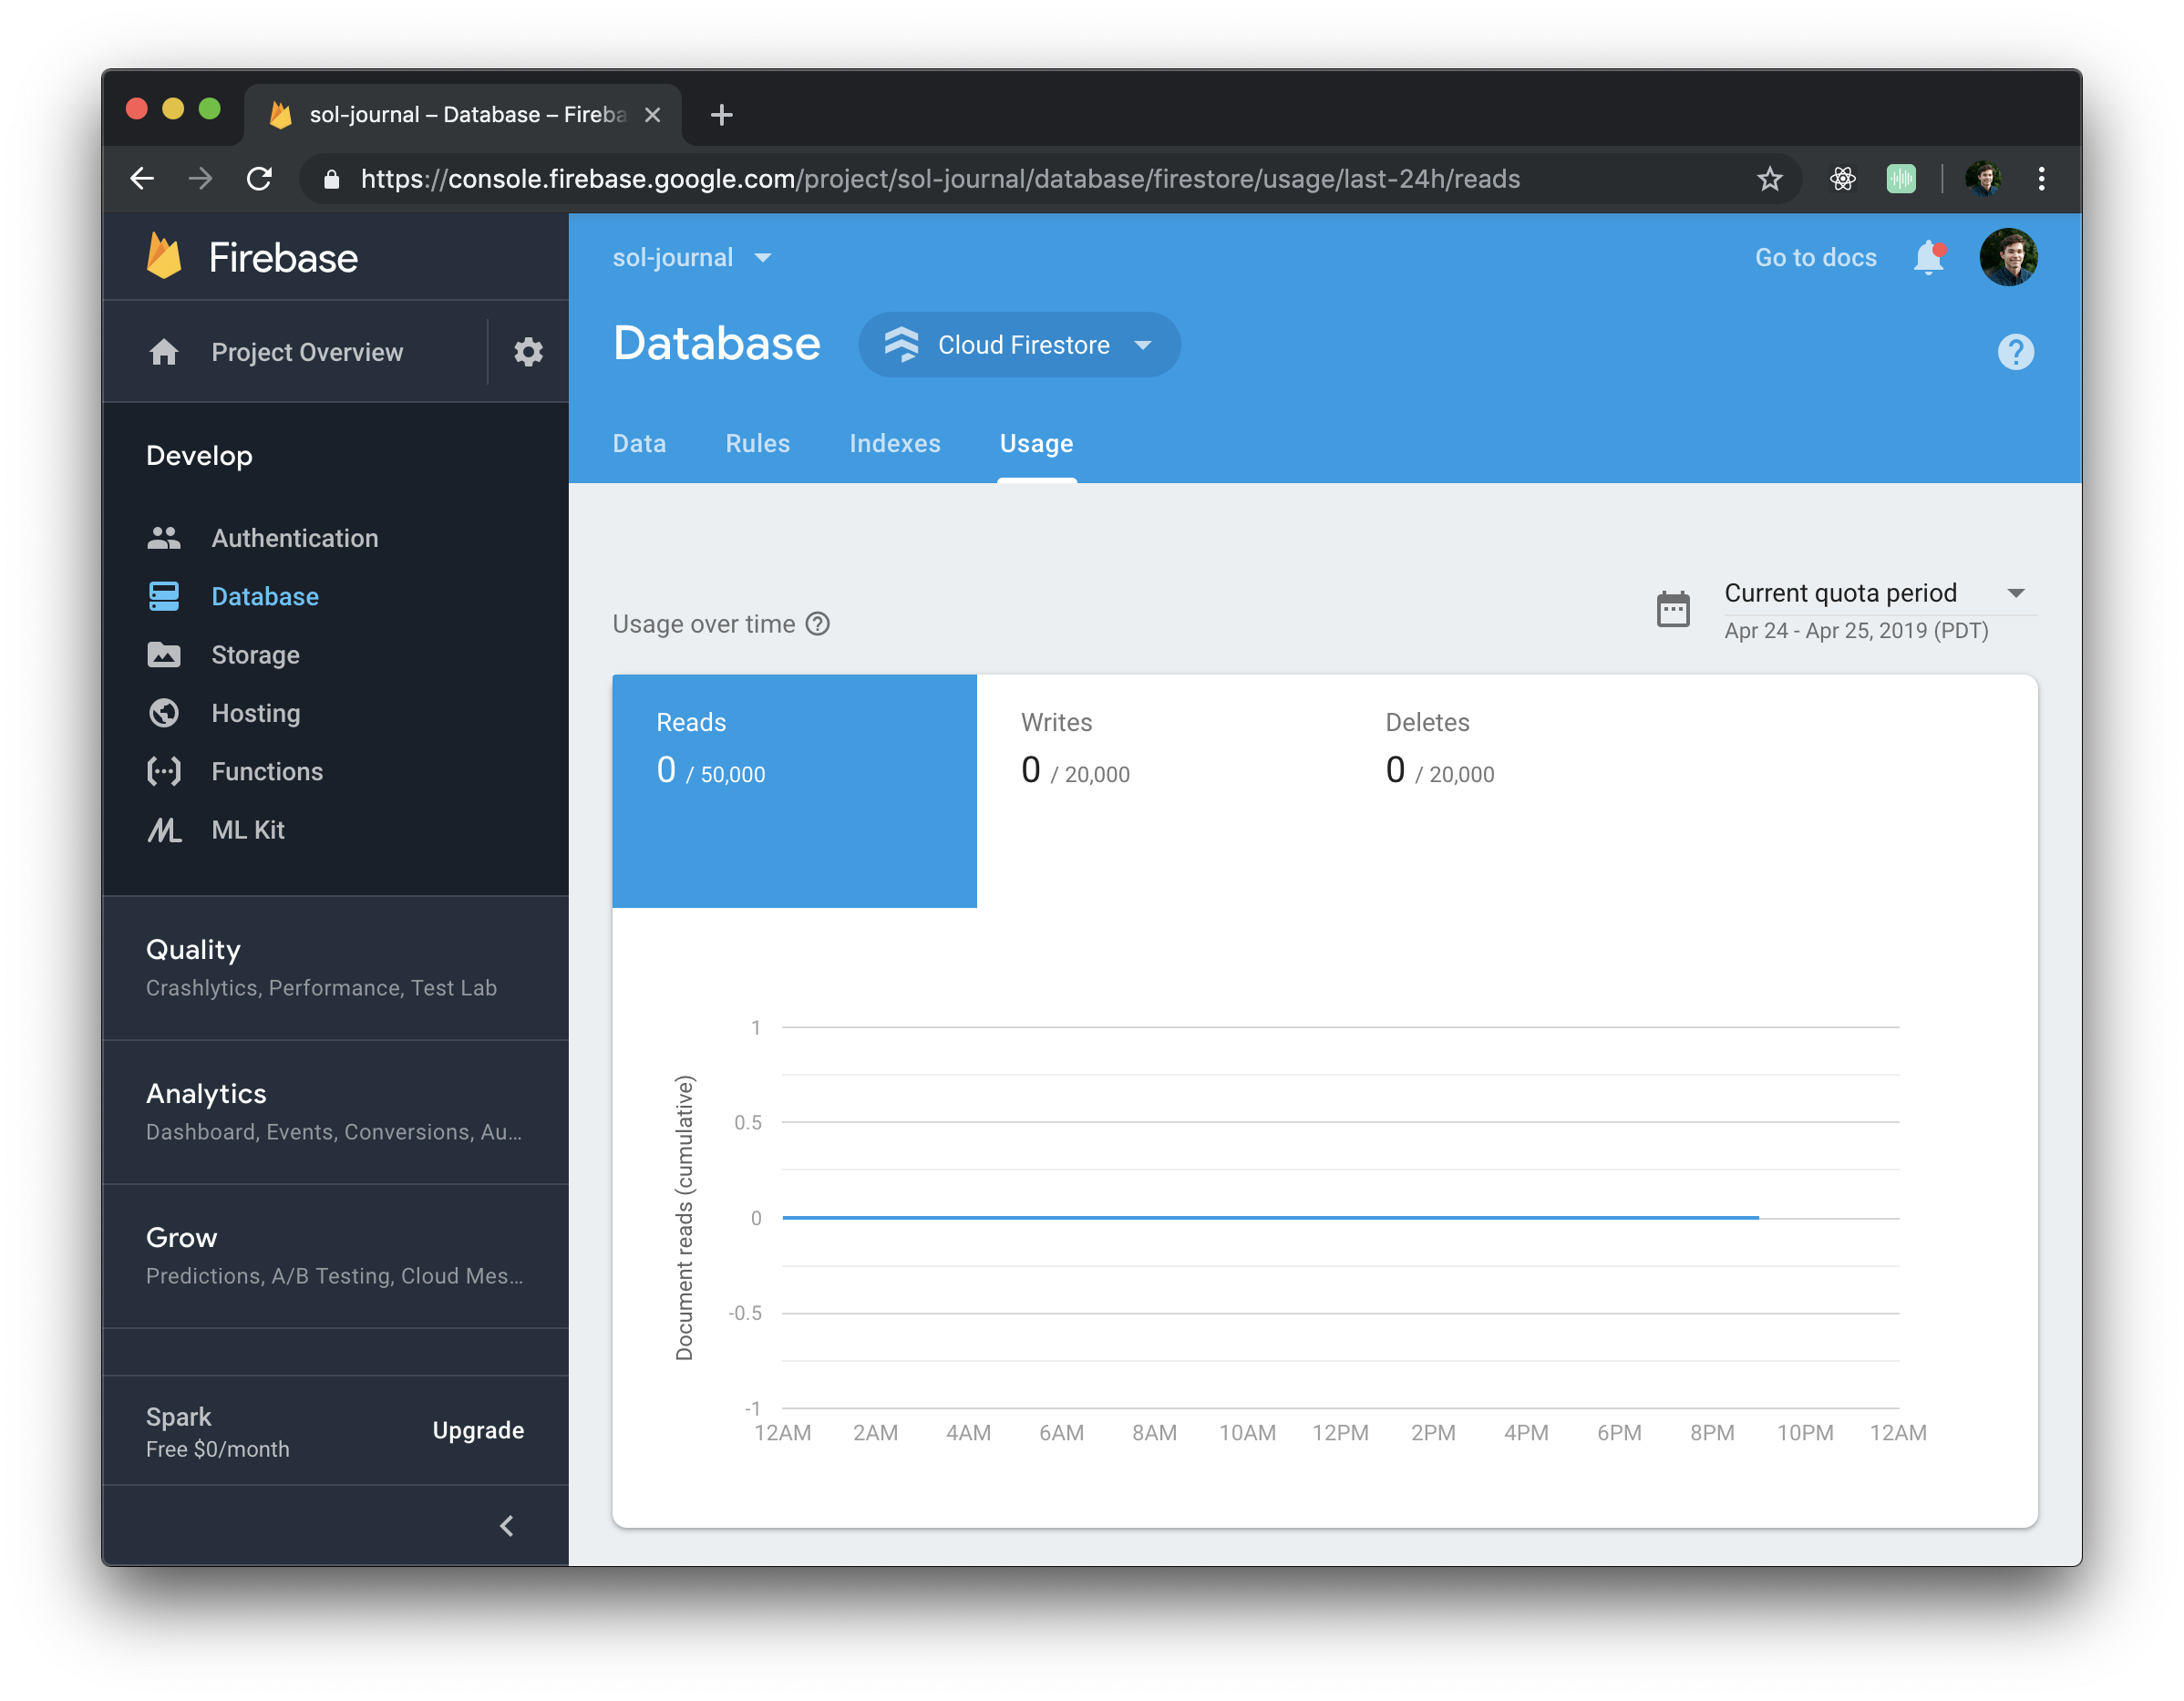 sol-journal – Database – Fireba
https://console.firebase.google.com/project/sol-journal/database/firestore/usage/last-24h/reads
Firebase
Project Overview
Develop
Authentication
Database
Storage
Hosting
Functions
ML Kit
Quality
Crashlytics, Performance, Test Lab
Analytics
Dashboard, Events, Conversions, Au...
Grow
Predictions, A/B Testing, Cloud Mes...
Spark
Free $0/month
Upgrade
sol-journal
Go to docs
Database
Cloud Firestore
Data Rules Indexes Usage
Usage over time
Current quota period
Apr 24 - Apr 25, 2019 (PDT)
Reads
0 / 50,000
Writes
0 / 20,000
Deletes
0 / 20,000
Document reads (cumulative)
1
0.5
0
-0.5
-1
12AM 2AM 4AM 6AM 8AM 10AM 12PM 2PM 4PM 6PM 8PM 10PM 12AM